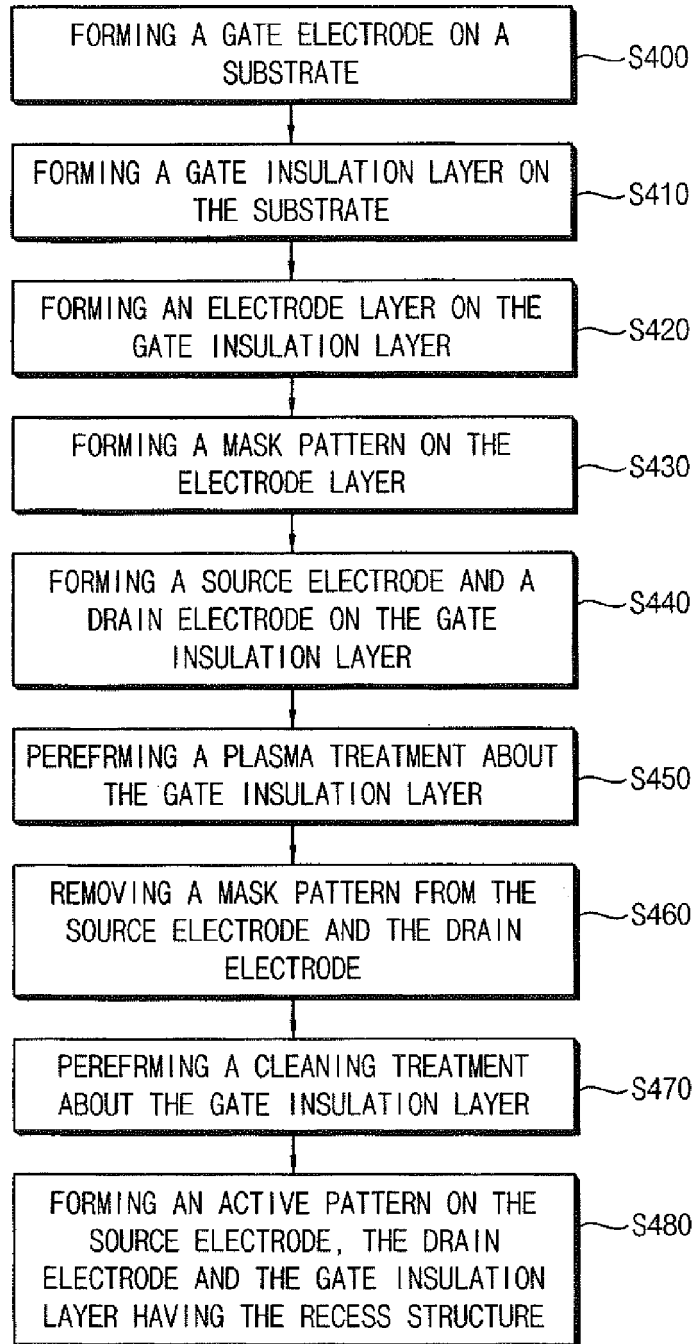 FORMING A GATE ELECTRODE ON A
SUBSTRATE
S400
FORMING A GATE INSULATION LAYER ON
THE SUBSTRATE
S410
FORMING AN ELECTRODE LAYER ON THE
GATE INSULATION LAYER
S420
FORMING A MASK PATTERN ON THE
ELECTRODE LAYER
S430
FORMING A SOURCE ELECTRODE AND A
DRAIN ELECTRODE ON THE GATE
INSULATION LAYER
S440
PEREFRMING A PLASMA TREATMENT ABOUT
THE GATE INSULATION LAYER
S450
REMOVING A MASK PATTERN FROM THE
SOURCE ELECTRODE AND THE DRAIN
ELECTRODE
S460
PEREFRMING A CLEANING TREATMENT
ABOUT THE GATE INSULATION LAYER
S470
FORMING AN ACTIVE PATTERN ON THE
SOURCE ELECTRODE, THE DRAIN
ELECTRODE AND THE GATE INSULATION
LAYER HAVING THE RECESS STRUCTURE
S480